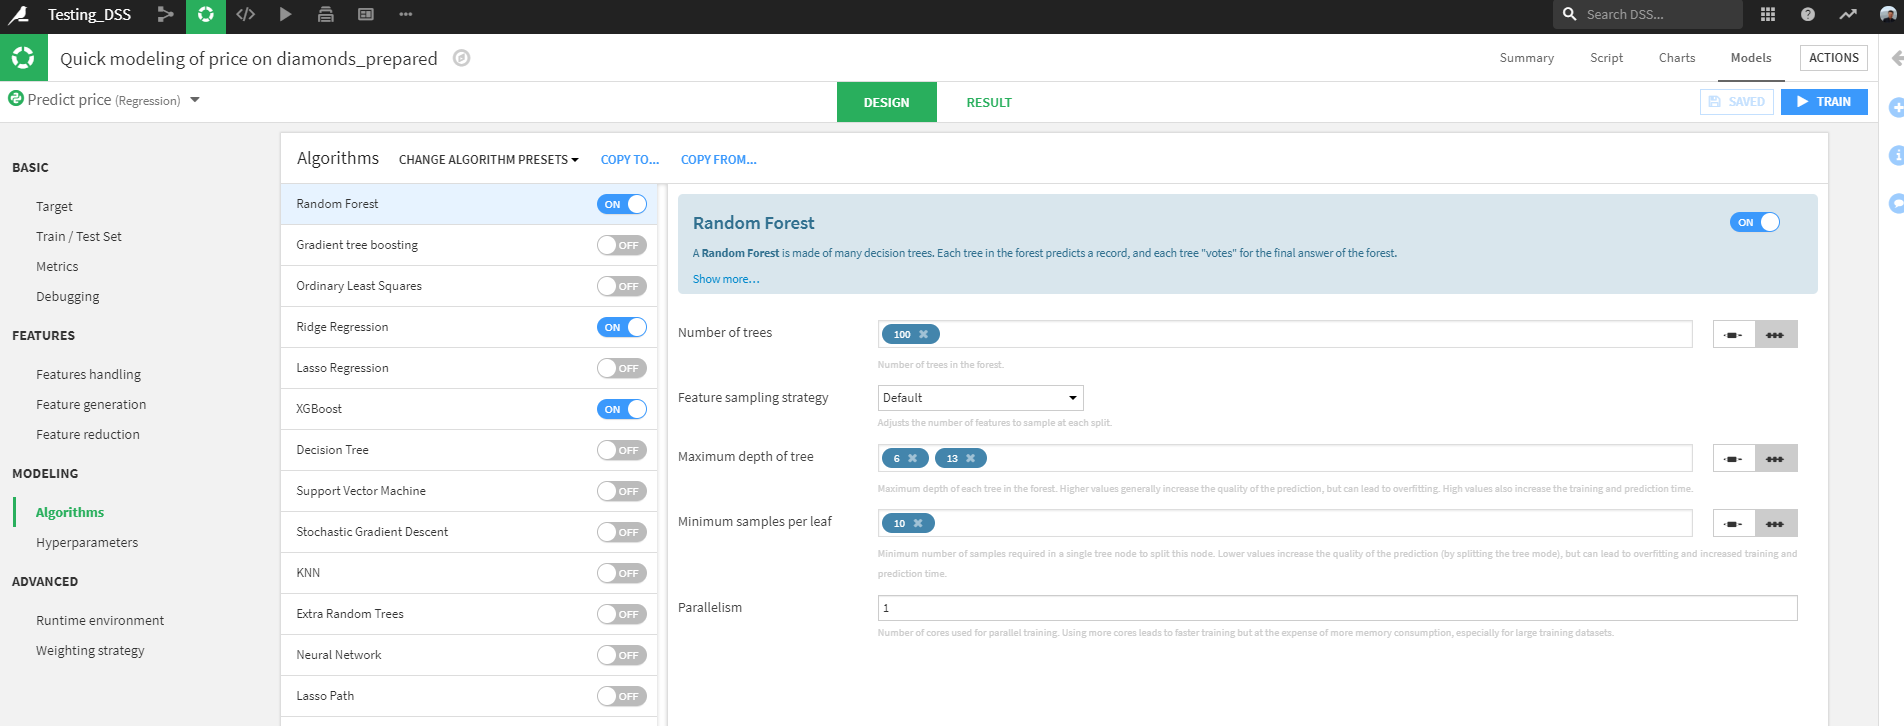 Testing_DSS
Search DSS...
Quick modeling of price on diamonds_prepared
Summary Script Charts Models ACTIONS
Predict price (Regression)
DESIGN RESULT
SAVED TRAIN
BASIC
Target
Train / Test Set
Metrics
Debugging
FEATURES
Features handling
Feature generation
Feature reduction
MODELING
Algorithms
Hyperparameters
ADVANCED
Runtime environment
Weighting strategy
Algorithms CHANGE ALGORITHM PRESETS COPY TO... COPY FROM...
Random Forest ON
Gradient tree boosting OFF
Ordinary Least Squares OFF
Ridge Regression ON
Lasso Regression OFF
XGBoost ON
Decision Tree OFF
Support Vector Machine OFF
Stochastic Gradient Descent OFF
KNN OFF
Extra Random Trees OFF
Neural Network OFF
Lasso Path OFF
Random Forest ON
A Random Forest is made of many decision trees. Each tree in the forest predicts a record, and each tree "votes" for the final answer of the forest.
Show more...
Number of trees 100
Number of trees in the forest.
Feature sampling strategy Default
Adjusts the number of features to sample at each split.
Maximum depth of tree 6 13
Maximum depth of each tree in the forest. Higher values generally increase the quality of the prediction, but can lead to overfitting. High values also increase the training and prediction time.
Minimum samples per leaf 10
Minimum number of samples required in a single tree node to split this node. Lower values increase the quality of the prediction (by splitting the tree mode), but can lead to overfitting and increased training and
prediction time.
Parallelism 1
Number of cores used for parallel training. Using more cores leads to faster training but at the expense of more memory consumption, especially for large training datasets.